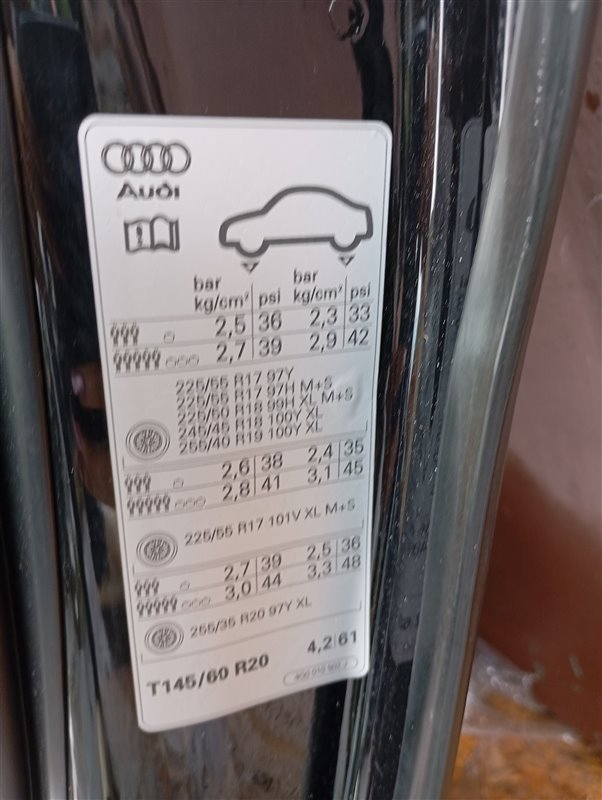 Audi
bar psi bar psi
kg/cm² kg/cm²
2,5 36 2,3 33
2,7 39 2,9 42
225/55 R17 97Y
225/55 R17 97H M+S
225/50 R18 99H XL M+S
245/45 R18 100Y XL
255/40 R19 100Y XL
2,6 38 2,4 35
2,8 41 3,1 45
225/55 R17 101V XL M+S
2,7 39 2,5 36
3,0 44 3,3 48
255/35 R20 97Y XL
T145/60 R20 4,2 61